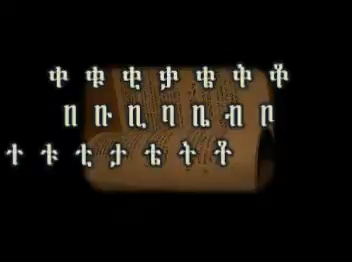 ቀ ቁ ቂ ቃ ቄ ቅ ቆ
በ ቡ ቢ ባ ቤ ብ ቦ
ተ ቱ ቲ ታ ቴ ት ቶ